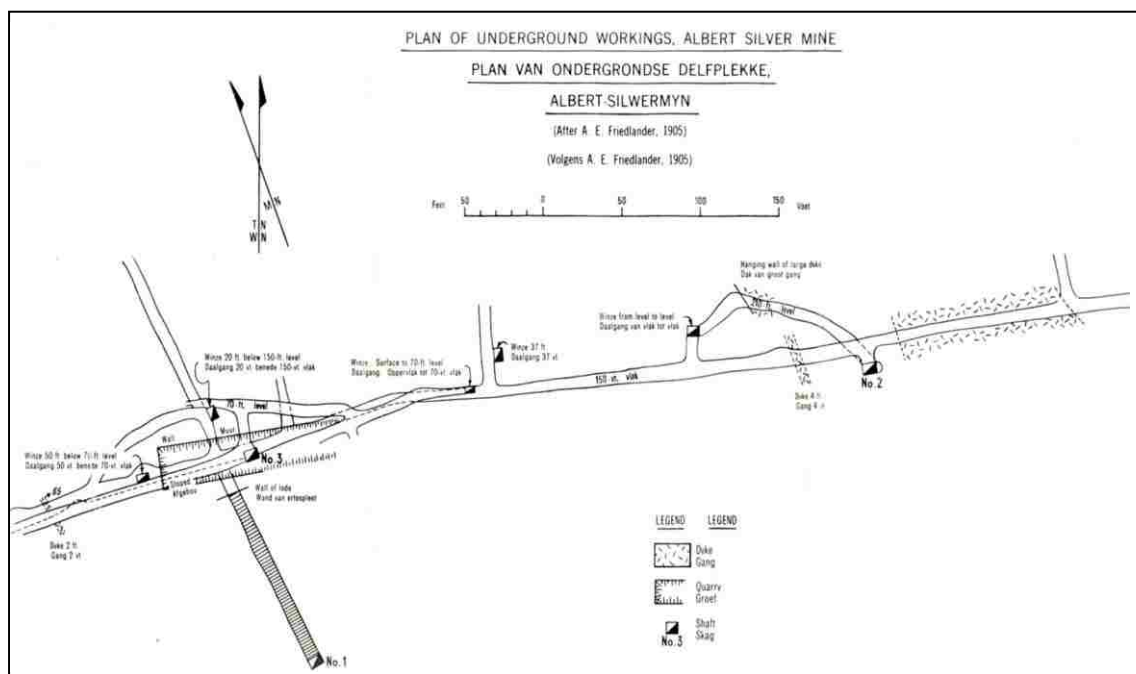 PLAN OF UNDERGROUND WORKINGS, ALBERT SILVER MINE
PLAN VAN ONDERGRONDSE DELFPLEKKE,
ALBERT-SILWERMYN
(After A. E. Friedlander, 1905)
(Volgens A. E. Friedlander, 1905)
MN
TN
WN
Feet 50 0 50 100 150 Voet
Hanging wall of large dyke
Dak van groot gang
level
Winze from level to level
Daalgang van vlak tot vlak
Winze 37 ft.
Daalgang 37 vt.
Winze Surface to 70-ft. level
Daalgang. Oppervlak tot 70-vt. vlak
Winze 20 ft. below 150-ft. level
Daalgang 20 vt. benede 150-vt. vlak
70-ft. level
150-vt. vlak
No.2
Dyke 4 ft.
Gang 4 vt.
Wall
Muur
Winze 50 ft. below 70-ft. level
Daalgang 50 vt. benede 70-vt. vlak
No.3
Stoped
Afgebou
Wall of lode
Wand van ertsspleet
85
Dyke 2 ft.
Gang 2 vt.
No.1
LEGEND LEGEND
Dyke
Gang
Quarry
Groef
Shaft
Skag
No.3